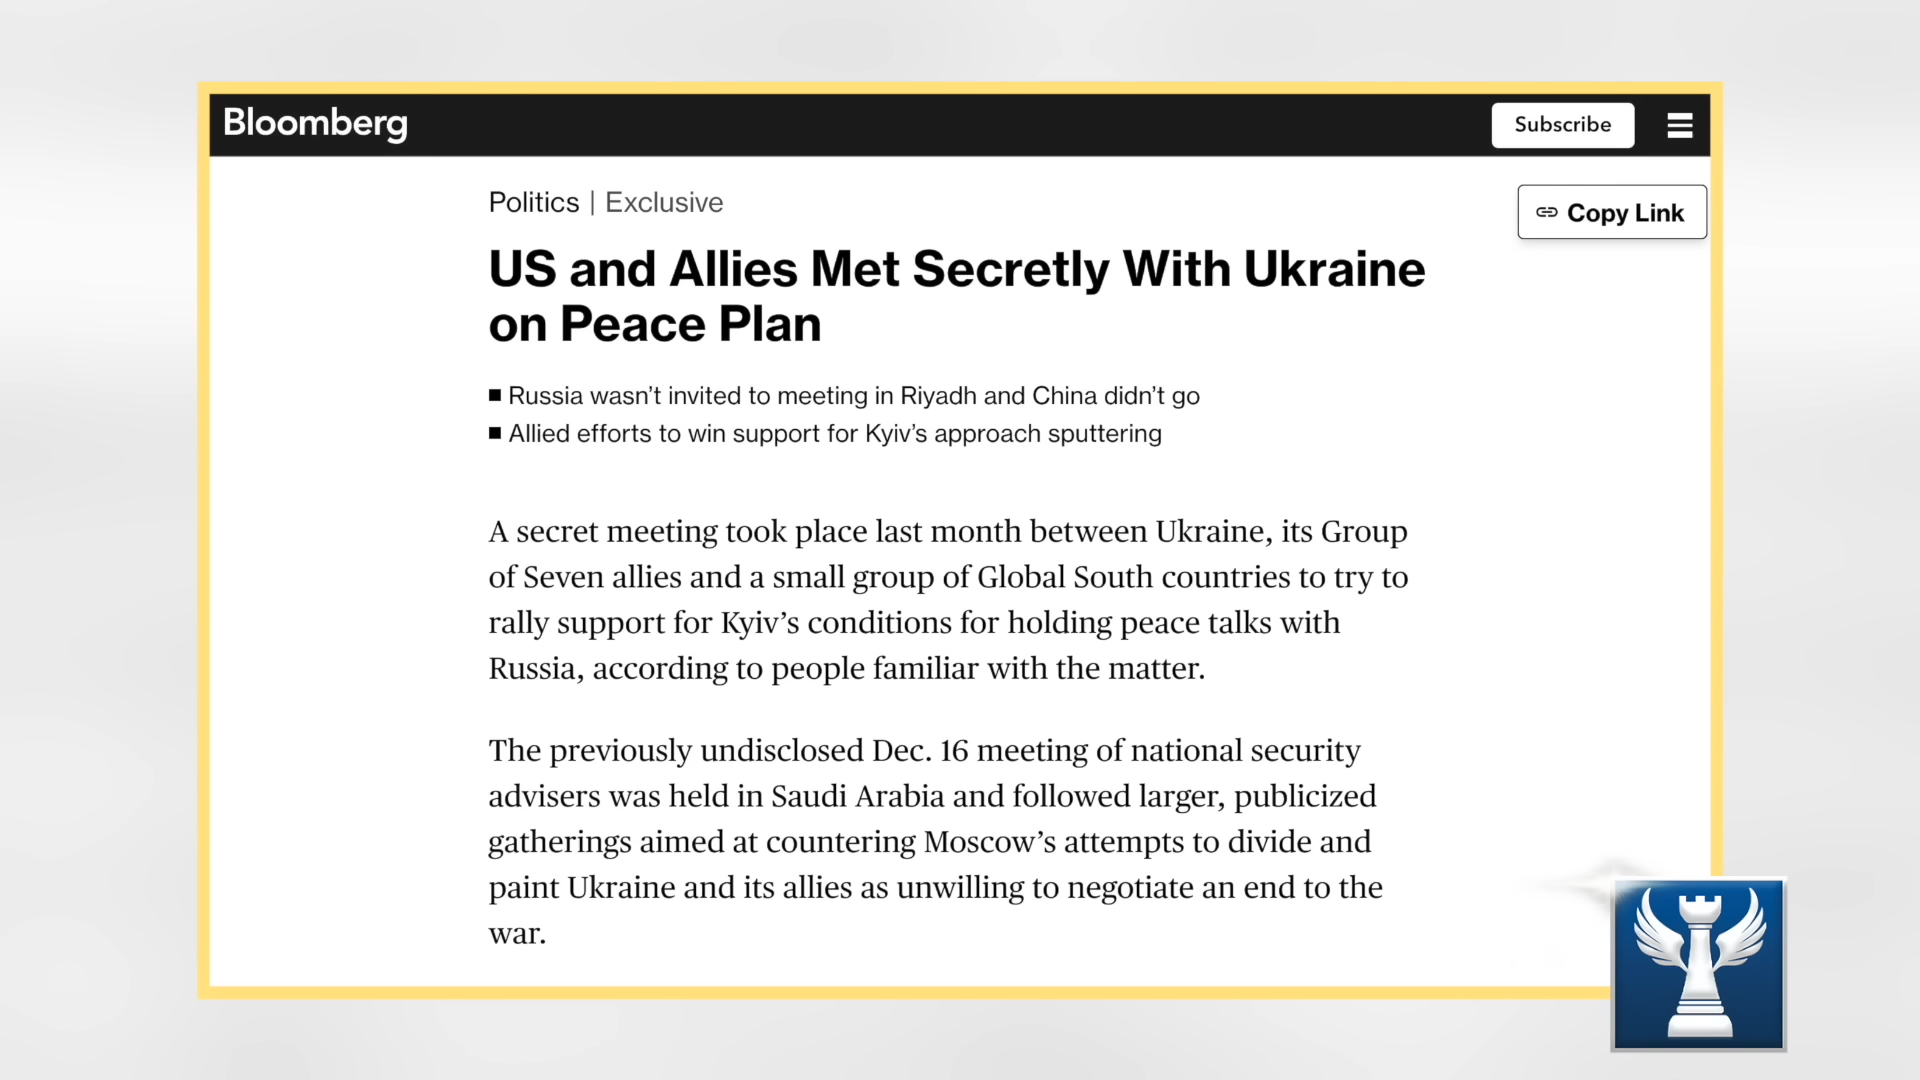 Bloomberg
Subscribe
Politics | Exclusive
Copy Link
US and Allies Met Secretly With Ukraine
on Peace Plan
■ Russia wasn’t invited to meeting in Riyadh and China didn’t go
■ Allied efforts to win support for Kyiv’s approach sputtering
A secret meeting took place last month between Ukraine, its Group
of Seven allies and a small group of Global South countries to try to
rally support for Kyiv’s conditions for holding peace talks with
Russia, according to people familiar with the matter.
The previously undisclosed Dec. 16 meeting of national security
advisers was held in Saudi Arabia and followed larger, publicized
gatherings aimed at countering Moscow’s attempts to divide and
paint Ukraine and its allies as unwilling to negotiate an end to the
war.